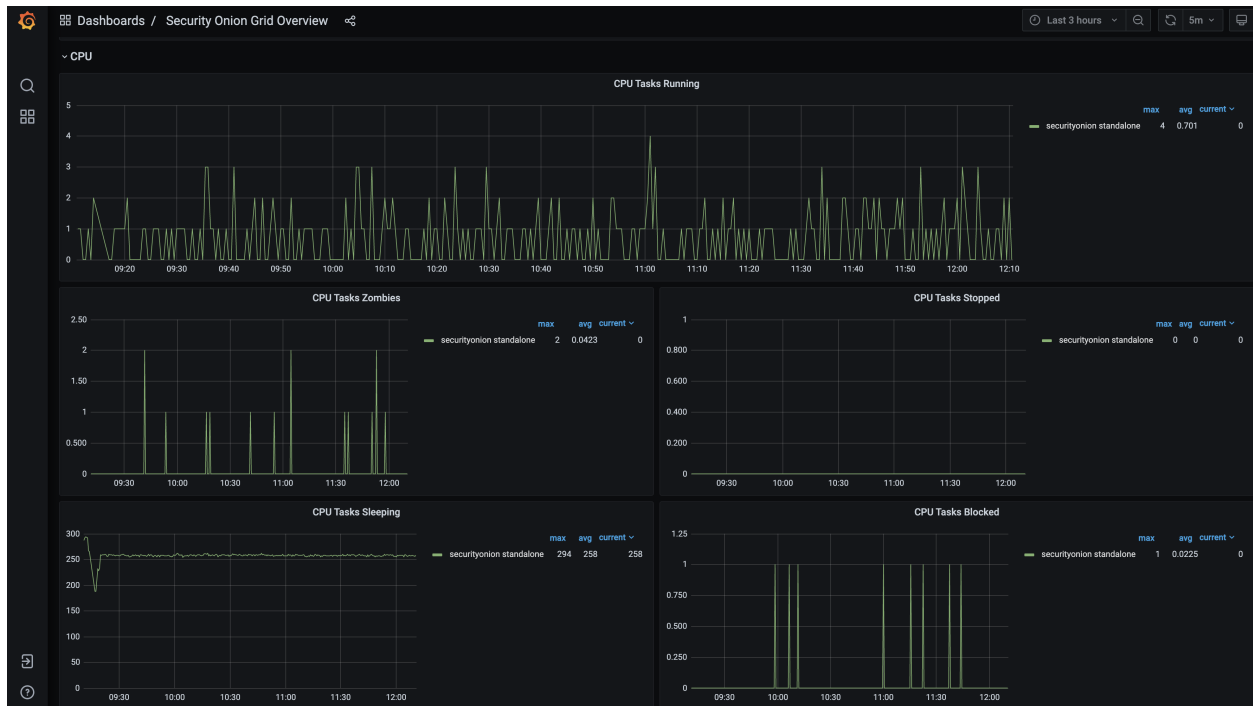 Dashboards / Security Onion Grid Overview
Last 3 hours
5m
CPU
CPU Tasks Running
5
4
3
2
1
0
09:20 09:30 09:40 09:50 10:00 10:10 10:20 10:30 10:40 10:50 11:00 11:10 11:20 11:30 11:40 11:50 12:00 12:10
max avg current
securityonion standalone 4 0.701 0
CPU Tasks Zombies
2.50
2
1.50
1
0.500
0
09:30 10:00 10:30 11:00 11:30 12:00
max avg current
securityonion standalone 2 0.0423 0
CPU Tasks Stopped
1
0.800
0.600
0.400
0.200
0
09:30 10:00 10:30 11:00 11:30 12:00
max avg current
securityonion standalone 0 0 0
CPU Tasks Sleeping
300
250
200
150
100
50
0
09:30 10:00 10:30 11:00 11:30 12:00
max avg current
securityonion standalone 294 258 258
CPU Tasks Blocked
1.25
1
0.750
0.500
0.250
0
09:30 10:00 10:30 11:00 11:30 12:00
max avg current
securityonion standalone 1 0.0225 0